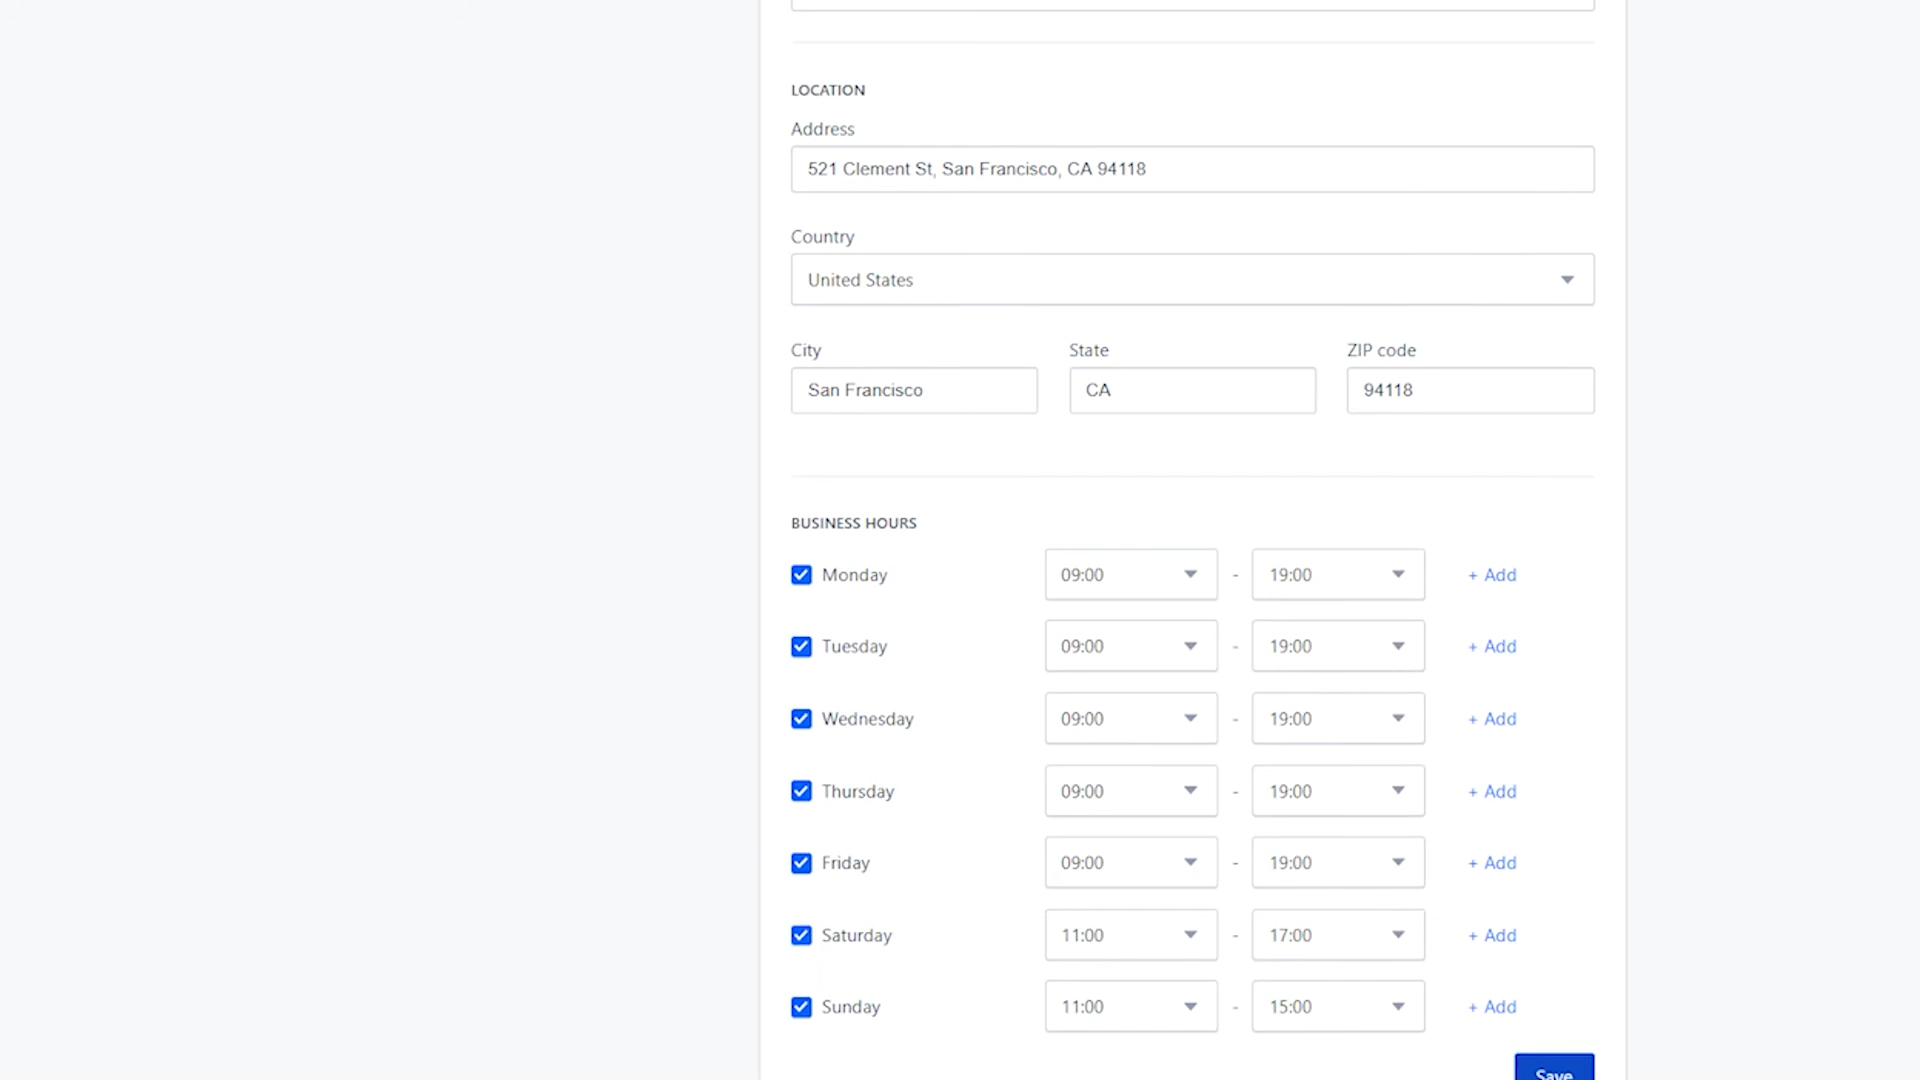 LOCATION
Address
521 Clement St, San Francisco, CA 94118
Country
United States
City State ZIP code
San Francisco CA 94118
BUSINESS HOURS
Monday 09:00 - 19:00 + Add
Tuesday 09:00 - 19:00 + Add
Wednesday 09:00 - 19:00 + Add
Thursday 09:00 - 19:00 + Add
Friday 09:00 - 19:00 + Add
Saturday 11:00 - 17:00 + Add
Sunday 11:00 - 15:00 + Add
Save